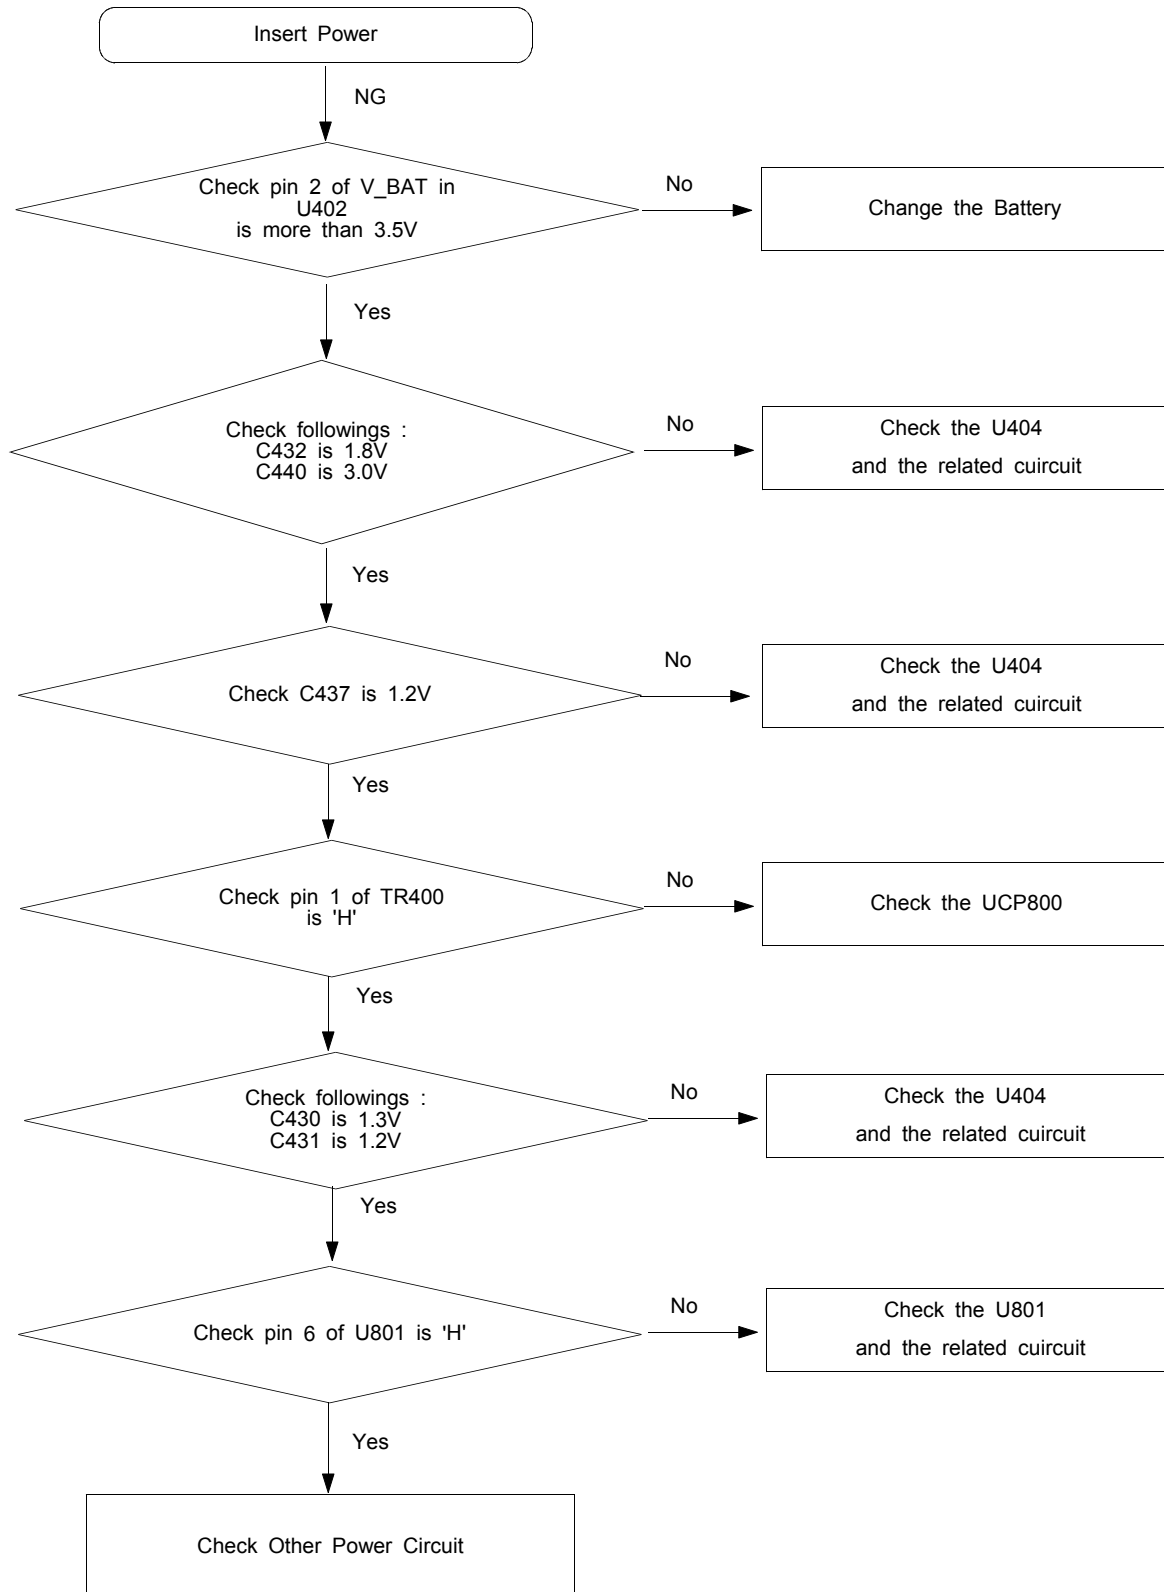 Insert Power
NG
Check pin 2 of V_BAT in
U402
is more than 3.5V
No
Change the Battery
Yes
Check followings :
C432 is 1.8V
C440 is 3.0V
No
Check the U404
and the related cuircuit
Yes
Check C437 is 1.2V
No
Check the U404
and the related cuircuit
Yes
Check pin 1 of TR400
is 'H'
No
Check the UCP800
Yes
Check followings :
C430 is 1.3V
C431 is 1.2V
No
Check the U404
and the related cuircuit
Yes
Check pin 6 of U801 is 'H'
No
Check the U801
and the related cuircuit
Yes
Check Other Power Circuit